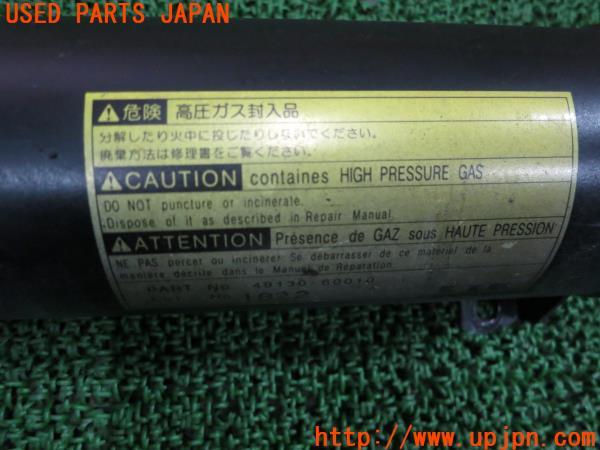 USED PARTS JAPAN
⚠危険 高圧ガス封入品
分解したり火中に投じたりしないでください。
廃棄方法は修理書をご覧ください。
⚠CAUTION containes HIGH PRESSURE GAS
DO NOT puncture or incinerate.
Dispose of it as described in Repair Manual.
⚠ATTENTION Présence de GAZ sous HAUTE PRESSION
NE PAS percer ou incinerer Se débarrasser de ce matériel de la
manière décrite dans le Manuel de Réparation.
PART No 49130-60010
No
UPJ
http://www.upjpn.com/